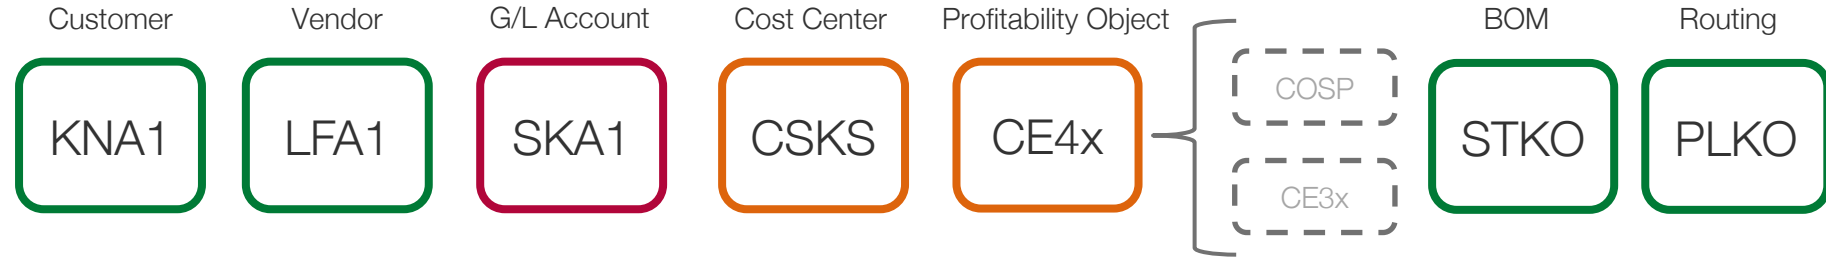 Customer
Vendor
G/L Account
Cost Center
Profitability Object
BOM
Routing
KNA1
LFA1
SKA1
CSKS
CE4x
COSP
CE3x
STKO
PLKO